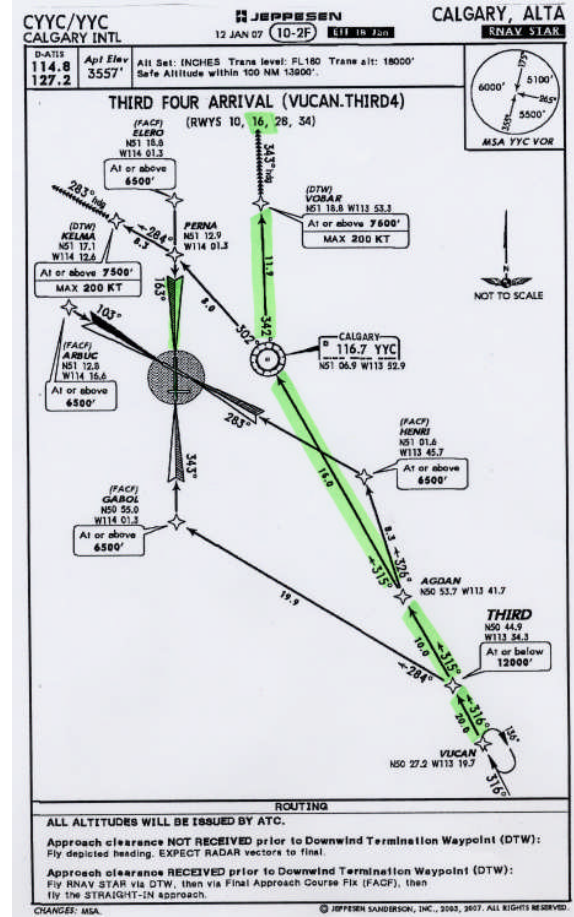 CYYC/YYC
CALGARY INTL
JEPPESEN
12 JAN 07 10-2F Eff 18 Jan
CALGARY, ALTA
RNAV STAR
D-ATIS
114.8
127.2
Apt Elev
3557'
Alt Set: INCHES Trans level: FL180 Trans alt: 18000'
Safe Altitude within 100 NM 13900'.
175°
6000'
5100'
265°
5500'
355°
MSA YYC VOR
THIRD FOUR ARRIVAL (VUCAN.THIRD4)
(RWYS 10, 16, 28, 34)
(FACF)
ELERO
N51 18.8
W114 01.3
At or above
6500'
343° hdg
(DTW)
VOBAR
N51 18.8 W113 53.3
At or above 7600'
MAX 200 KT
283° hdg
(DTW)
KELMA
N51 17.1
W114 12.6
At or above 7500'
MAX 200 KT
284°
8.3
PERNA
N51 12.9
W114 01.3
NOT TO SCALE
103°
163°
8.0
302°
342°
CALGARY
D 116.7 YYC
N51 06.9 W113 52.9
(FACF)
ARBUC
N51 12.8
W114 16.6
At or above
6500'
283°
343°
(FACF)
HENRI
N51 01.6
W113 45.7
At or above
6500'
16.0
(FACF)
GABOL
N50 55.0
W114 01.3
At or above
6500'
8.3
326°
315°
AGDAN
N50 53.7 W113 41.7
19.9
THIRD
N50 44.9
W113 34.3
At or below
12000'
10.0
315°
284°
316°
20.0
136°
VUCAN
N50 27.2 W113 19.7
316°
ROUTING
ALL ALTITUDES WILL BE ISSUED BY ATC.
Approach clearance NOT RECEIVED prior to Downwind Termination Waypoint (DTW):
Fly depicted heading. EXPECT RADAR vectors to final.
Approach clearance RECEIVED prior to Downwind Termination Waypoint (DTW):
Fly RNAV STAR via DTW, then via Final Approach Course Fix (FACF), then
fly the STRAIGHT-IN approach.
CHANGES: MSA.
© JEPPESEN SANDERSON, INC., 2003, 2007. ALL RIGHTS RESERVED.